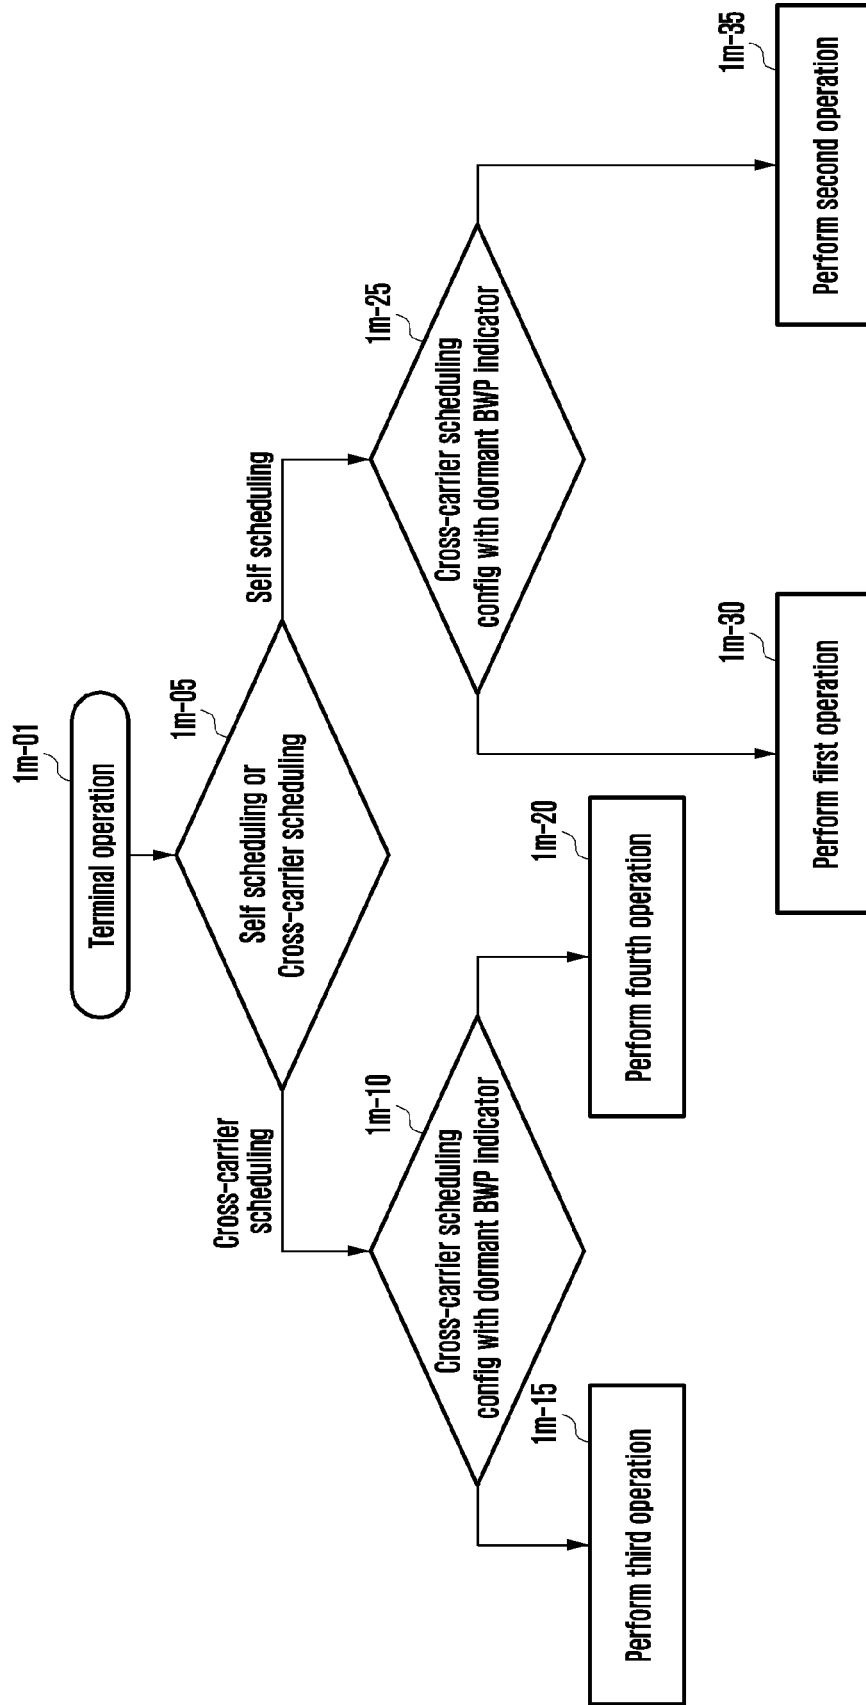 1m-01
Terminal operation
1m-05
Self scheduling or
Cross-carrier scheduling
Cross-carrier
scheduling
Self scheduling
1m-10
Cross-carrier scheduling
config with dormant BWP indicator
1m-25
Cross-carrier scheduling
config with dormant BWP indicator
1m-15
Perform third operation
1m-20
Perform fourth operation
1m-30
Perform first operation
1m-35
Perform second operation